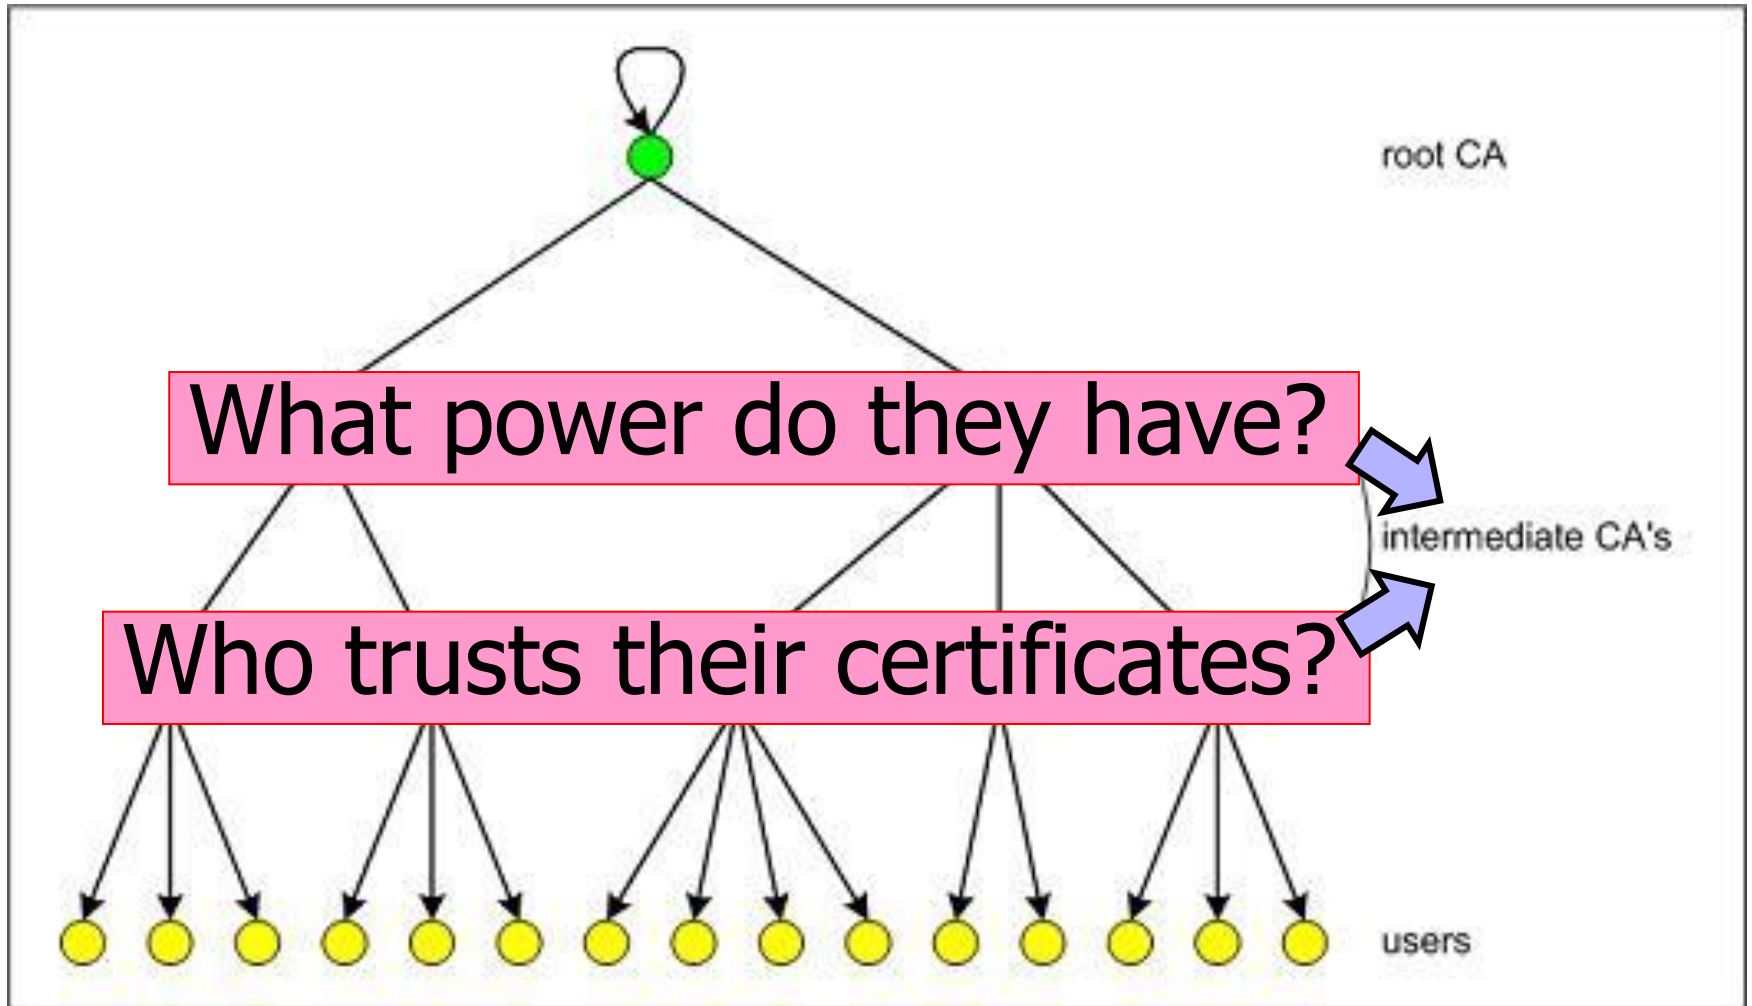 root CA
What power do they have?
intermediate CA's
Who trusts their certificates?
users